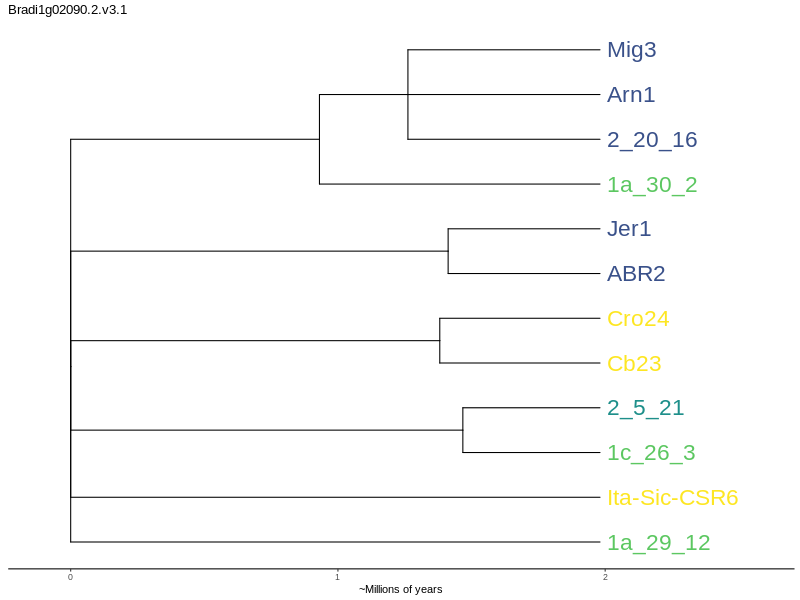 Bradi1g02090.2.v3.1
Mig3
Arn1
2_20_16
1a_30_2
Jer1
ABR2
Cro24
Cb23
2_5_21
1c_26_3
Ita-Sic-CSR6
1a_29_12
0 1 2
~Millions of years